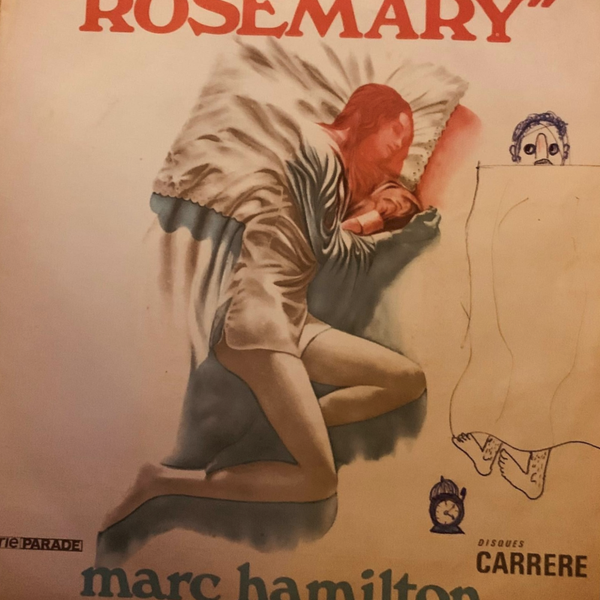 ROSEMARY"
rie PARADE
DISQUES
CARRERE
marc hamilton